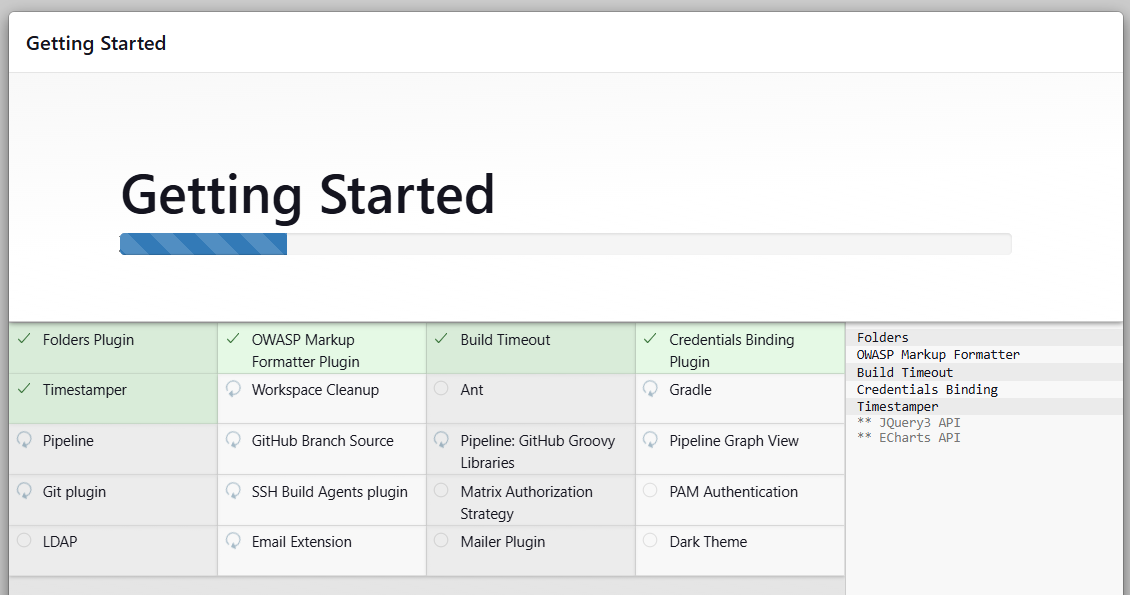 Getting Started
Getting Started
Folders Plugin
OWASP Markup
Formatter Plugin
Build Timeout
Credentials Binding
Plugin
Timestamper
Workspace Cleanup
Ant
Gradle
Pipeline
GitHub Branch Source
Pipeline: GitHub Groovy
Libraries
Pipeline Graph View
Git plugin
SSH Build Agents plugin
Matrix Authorization
Strategy
PAM Authentication
LDAP
Email Extension
Mailer Plugin
Dark Theme
Folders
OWASP Markup Formatter
Build Timeout
Credentials Binding
Timestamper
** JQuery3 API
** ECharts API